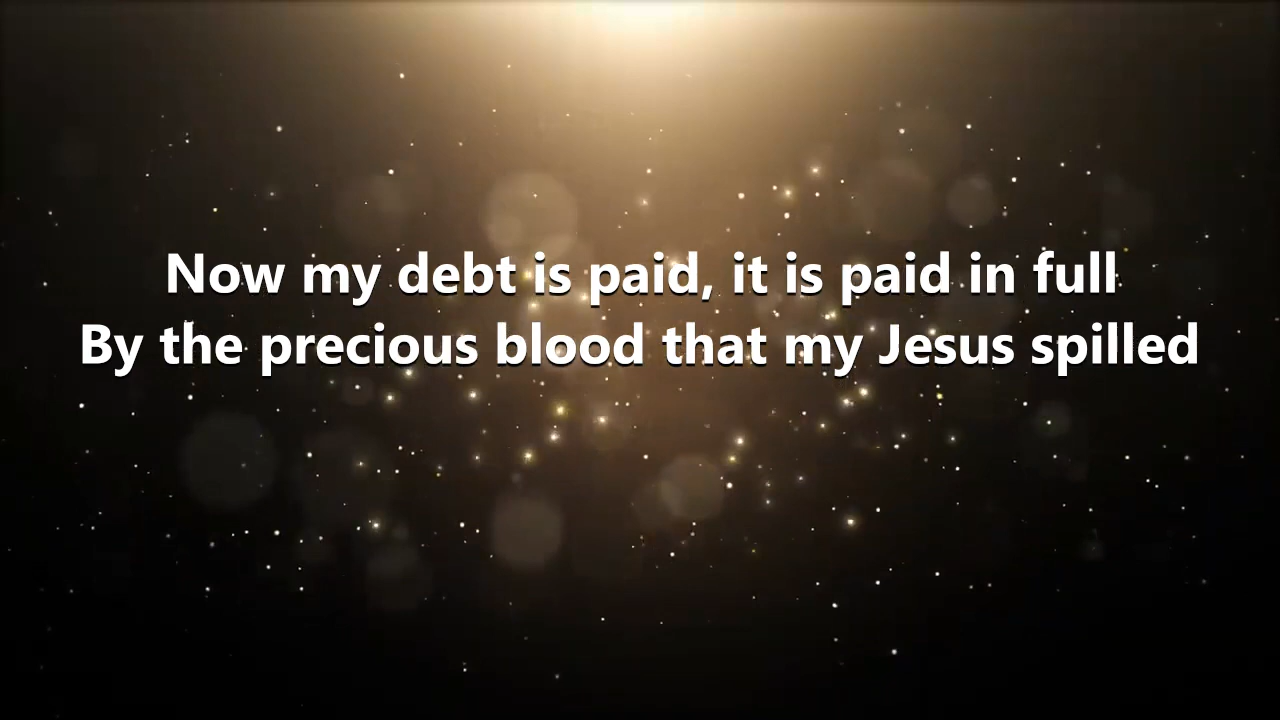 Now my debt is paid, it is paid in full
By the precious blood that my Jesus spilled